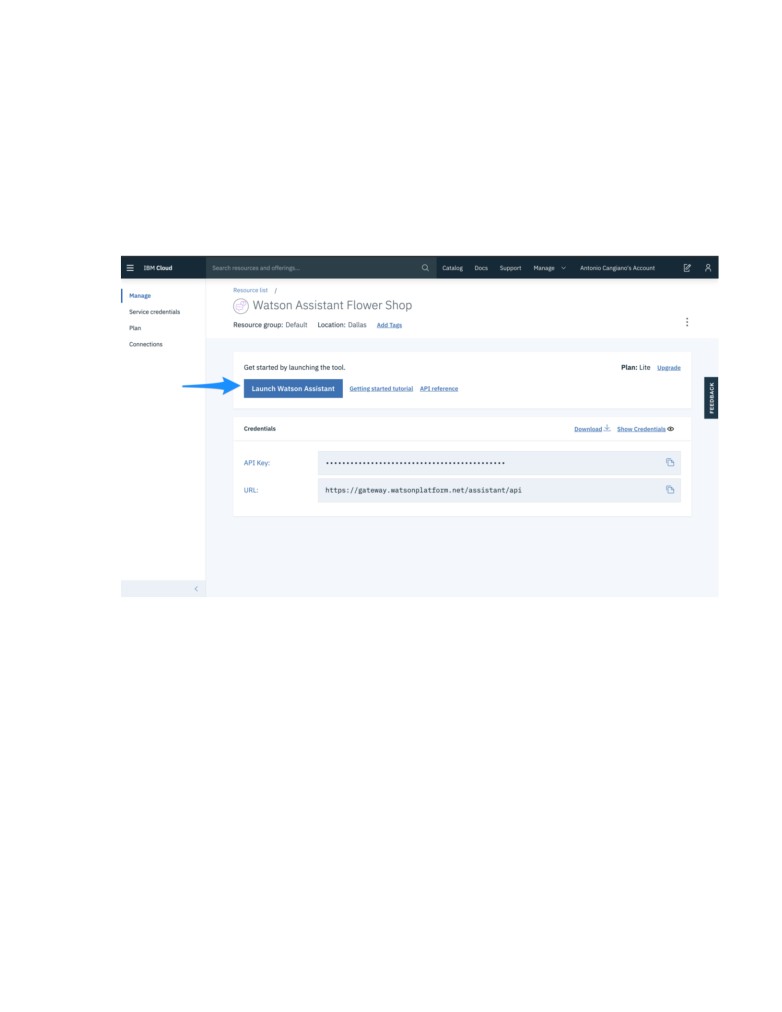 IBM Cloud
Search resources and offerings...
Catalog
Docs
Support
Manage
Antonio Cangiano's Account
Manage
Service credentials
Plan
Connections
Resource list /
Watson Assistant Flower Shop
Resource group: Default Location: Dallas Add Tags
Get started by launching the tool.
Plan: Lite Upgrade
Launch Watson Assistant
Getting started tutorial
API reference
FEEDBACK
Credentials
Download
Show Credentials
API Key: ••••••••••••••••••••••••••••••••••••••••••••
URL: https://gateway.watsonplatform.net/assistant/api